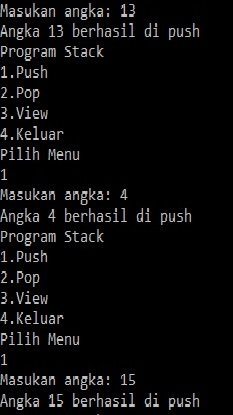 Masukan angka: 13
Angka 13 berhasil di push
Program Stack
1.Push
2.Pop
3.View
4.Keluar
Pilih Menu
1
Masukan angka: 4
Angka 4 berhasil di push
Program Stack
1.Push
2.Pop
3.View
4.Keluar
Pilih Menu
1
Masukan angka: 15
Angka 15 berhasil di push